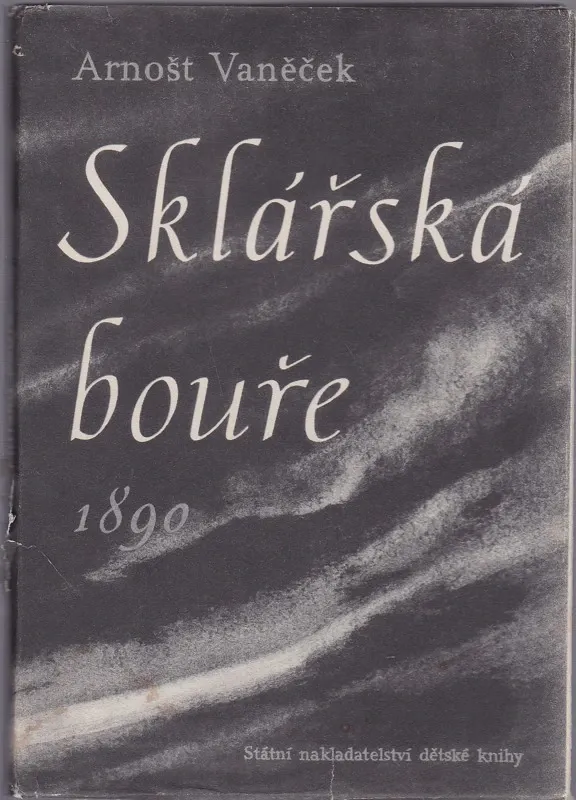 Arnošt Vaněček
Sklářská
bouře
1890
Státní nakladatelství dětské knihy